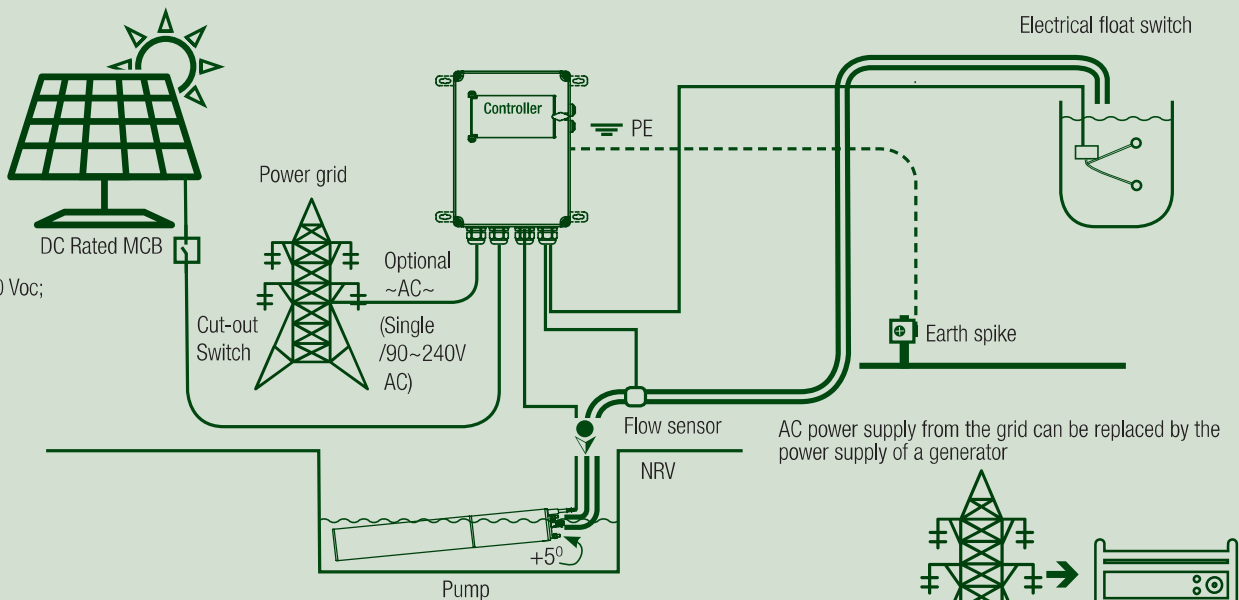 Electrical float switch
Controller
PE
Power grid
DC Rated MCB
0 Voc;
Optional
~AC~
Cut-out
Switch
(Single
/90~240V
AC)
Earth spike
Flow sensor
NRV
AC power supply from the grid can be replaced by the
power supply of a generator
+5⁰
Pump